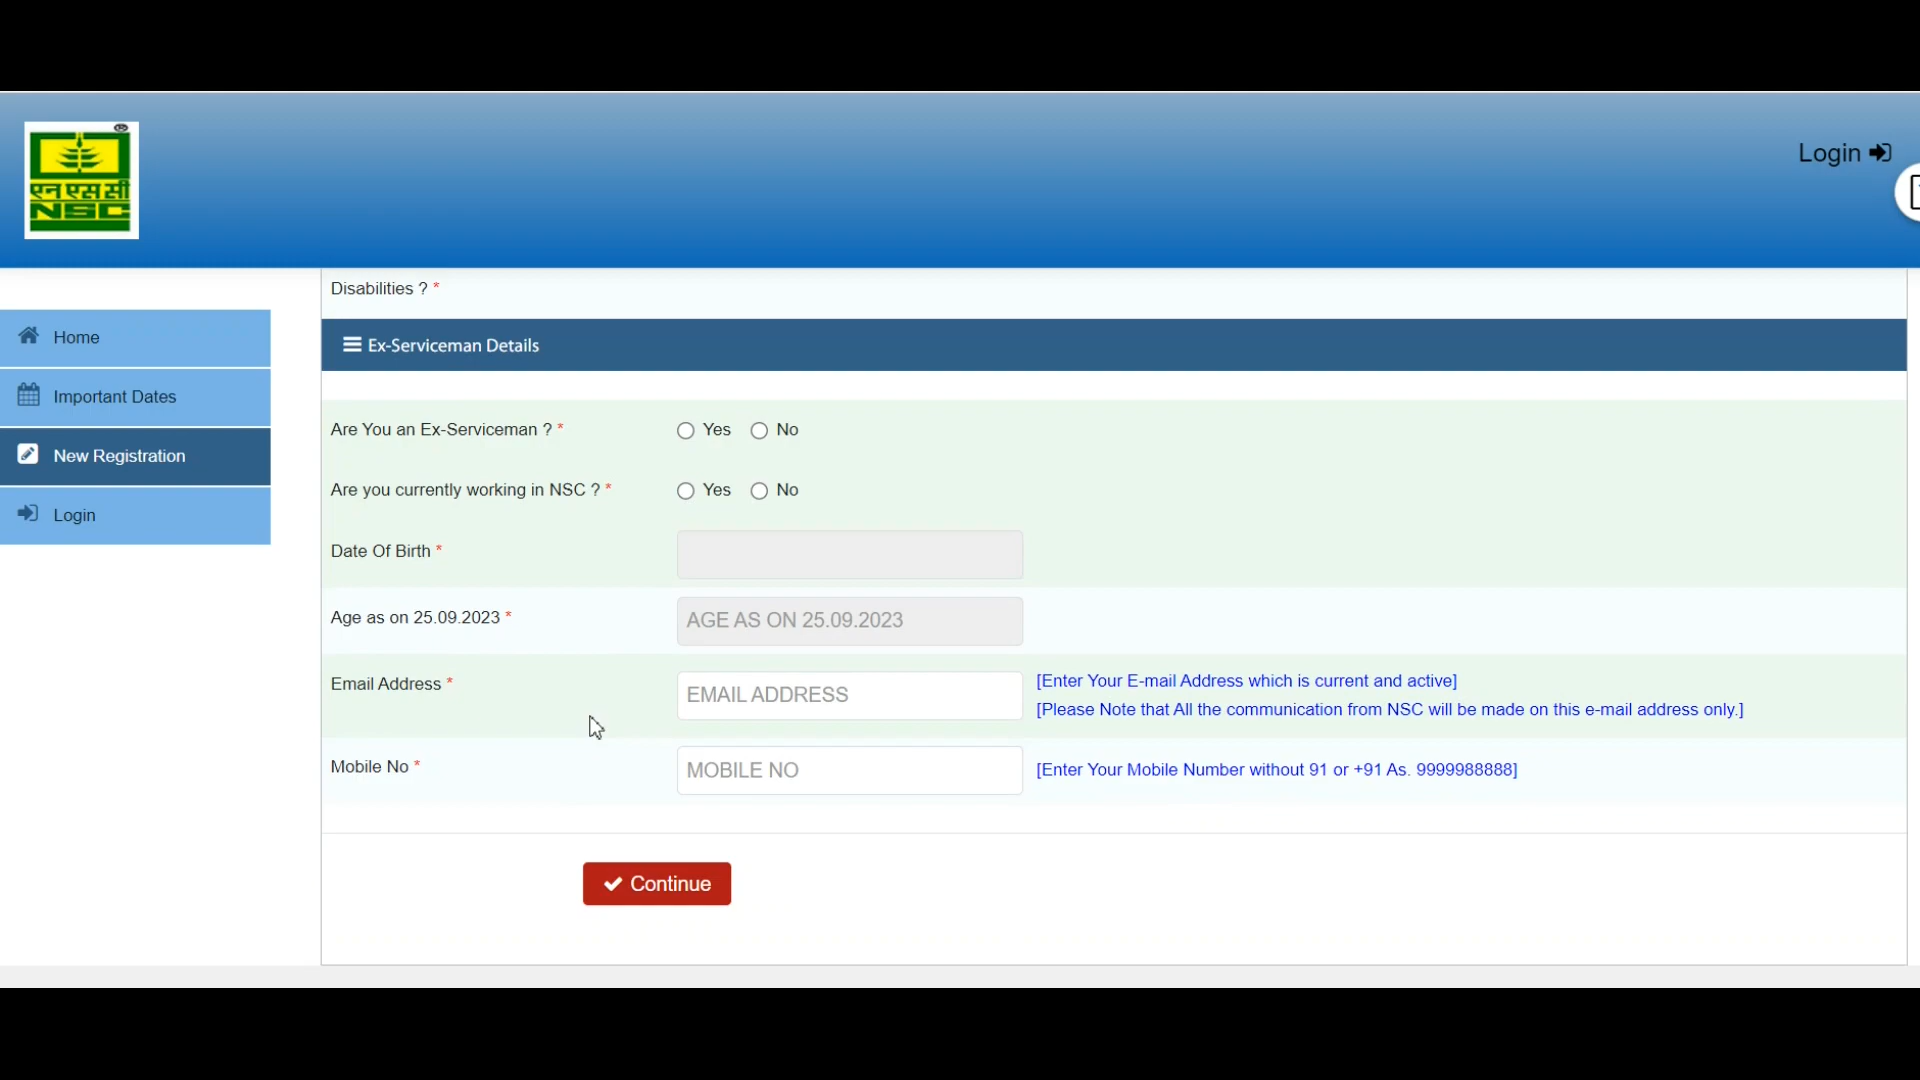 ®
एन एस सी
NSC
Login
Home
Important Dates
New Registration
Login
Disabilities ? *
Ex-Serviceman Details
Are You an Ex-Serviceman ? * Yes No
Are you currently working in NSC ? * Yes No
Date Of Birth *
Age as on 25.09.2023 * AGE AS ON 25.09.2023
Email Address * EMAIL ADDRESS [Enter Your E-mail Address which is current and active]
[Please Note that All the communication from NSC will be made on this e-mail address only.]
Mobile No * MOBILE NO [Enter Your Mobile Number without 91 or +91 As. 9999988888]
Continue